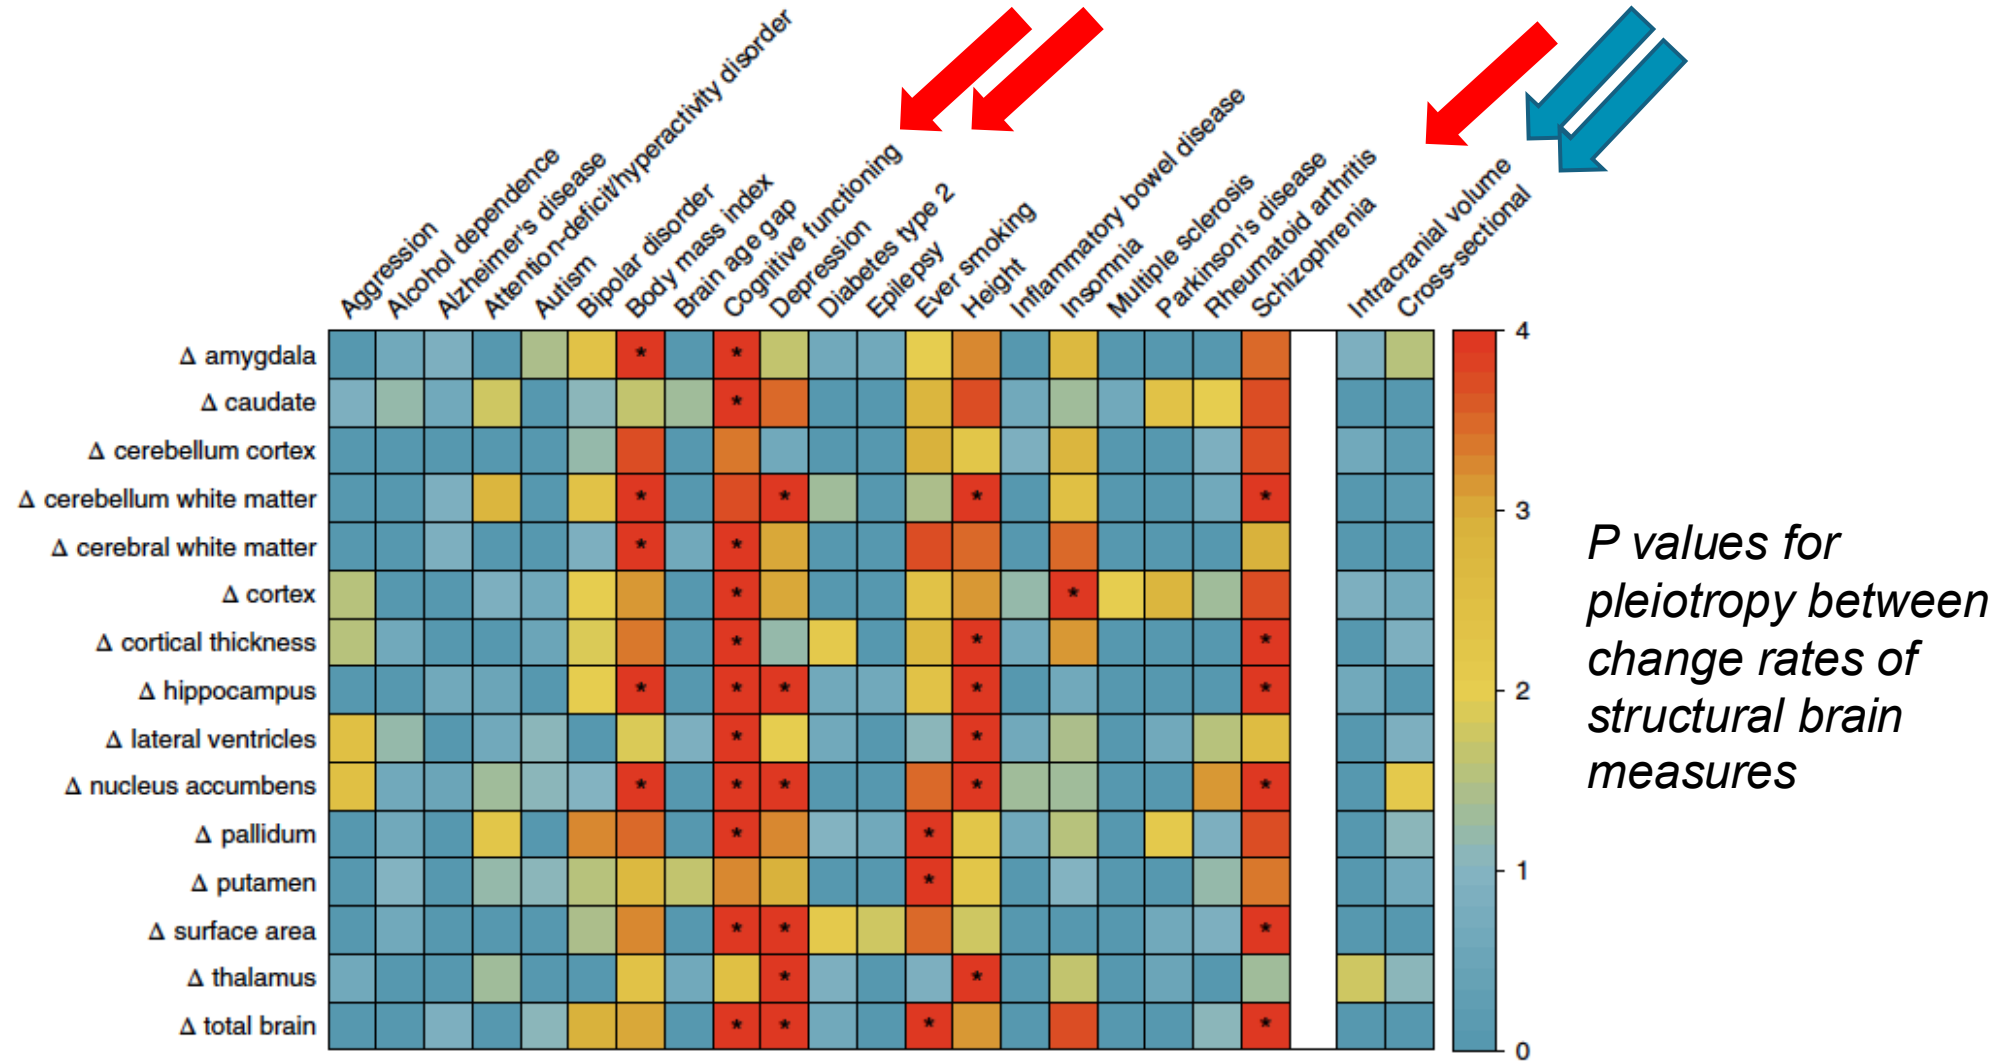 Aggression
Alcohol dependence
Alzheimer's disease
Attention-deficit/hyperactivity disorder
Autism
Bipolar disorder
Body mass index
Brain age gap
Cognitive functioning
Depression
Diabetes type 2
Epilepsy
Ever smoking
Height
Inflammatory bowel disease
Insomnia
Multiple sclerosis
Parkinson's disease
Rheumatoid arthritis
Schizophrenia
Intracranial volume
Cross-sectional
Δ amygdala * *
Δ caudate *
Δ cerebellum cortex
Δ cerebellum white matter * * * *
Δ cerebral white matter * *
Δ cortex * *
Δ cortical thickness * * *
Δ hippocampus * * * * *
Δ lateral ventricles * *
Δ nucleus accumbens * * * * *
Δ pallidum * *
Δ putamen *
Δ surface area * * *
Δ thalamus * *
Δ total brain * * * *
4
3
2
1
0
P values for
pleiotropy between
change rates of
structural brain
measures